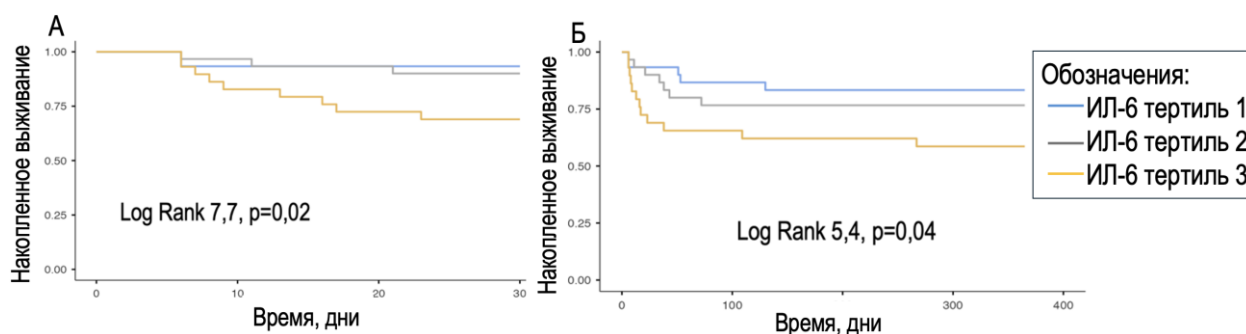 А
Накопленное выживание
1.00
0.75
0.50
0.25
0.00
Log Rank 7,7, p=0,02
0
10
20
30
Время, дни
Б
Накопленное выживание
1.00
0.75
0.50
0.25
0.00
Log Rank 5,4, p=0,04
0
100
200
300
400
Время, дни
Обозначения:
ИЛ-6 тертиль 1
ИЛ-6 тертиль 2
ИЛ-6 тертиль 3